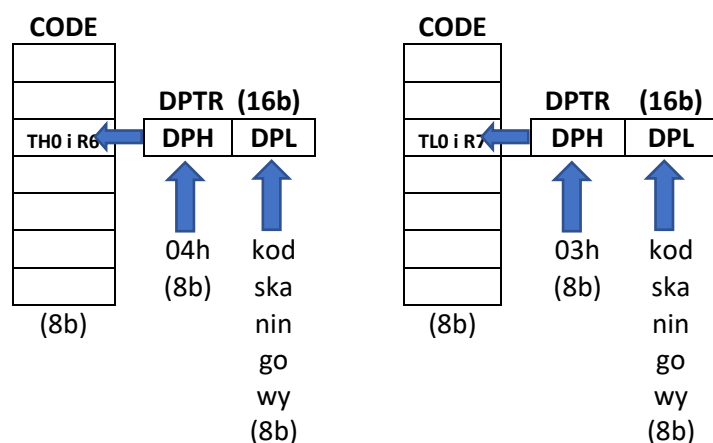 CODE
DPTR (16b)
TH0 i R6
DPH
DPL
04h
(8b)
kod
ska
nin
go
wy
(8b)
(8b)
CODE
DPTR (16b)
TL0 i R7
DPH
DPL
03h
(8b)
kod
ska
nin
go
wy
(8b)
(8b)